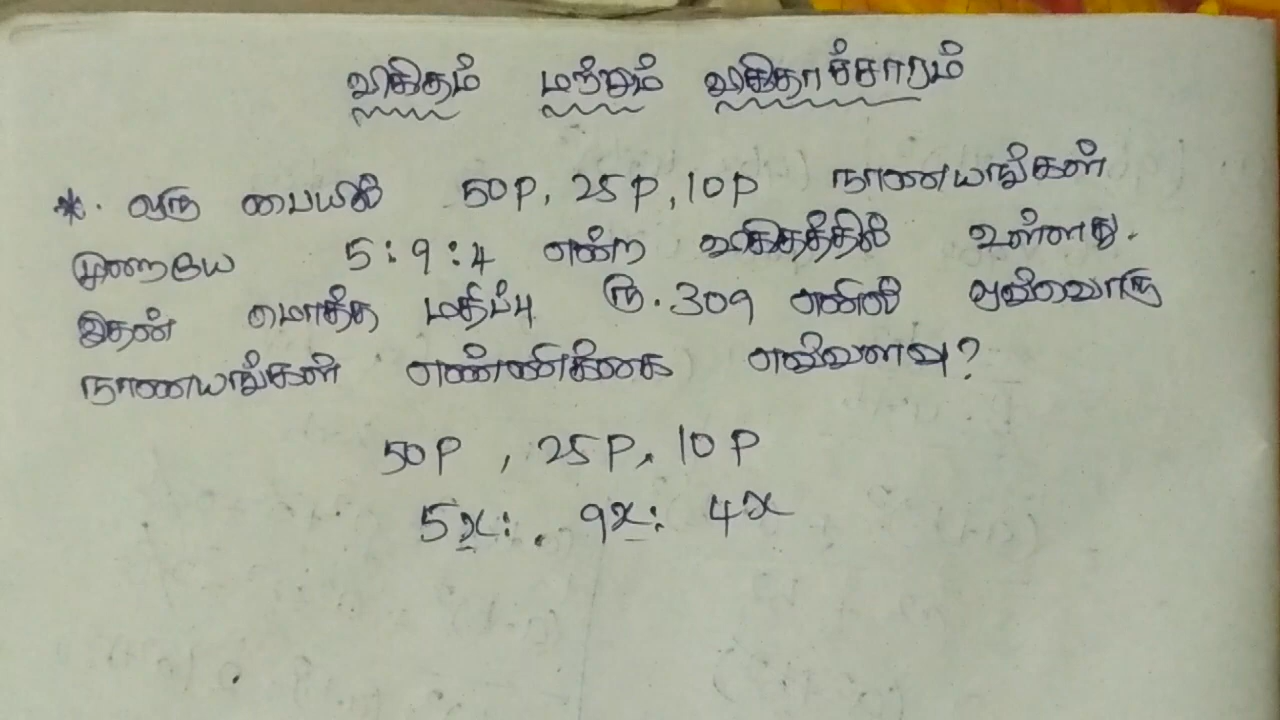 விகிதம் மற்றும் விகிதாச்சாரம்
*. ஒரு பையில் 50P, 25P, 10P நாணயங்கள்
முறையே 5:9:4 என்ற விகிதத்தில் உள்ளது.
இதன் மொத்த மதிப்பு ரூ.309 எனில் ஒவ்வொரு
நாணயங்கள் எண்ணிக்கை எவ்வளவு?
50P, 25P, 10P
5x: . 9x: 4x